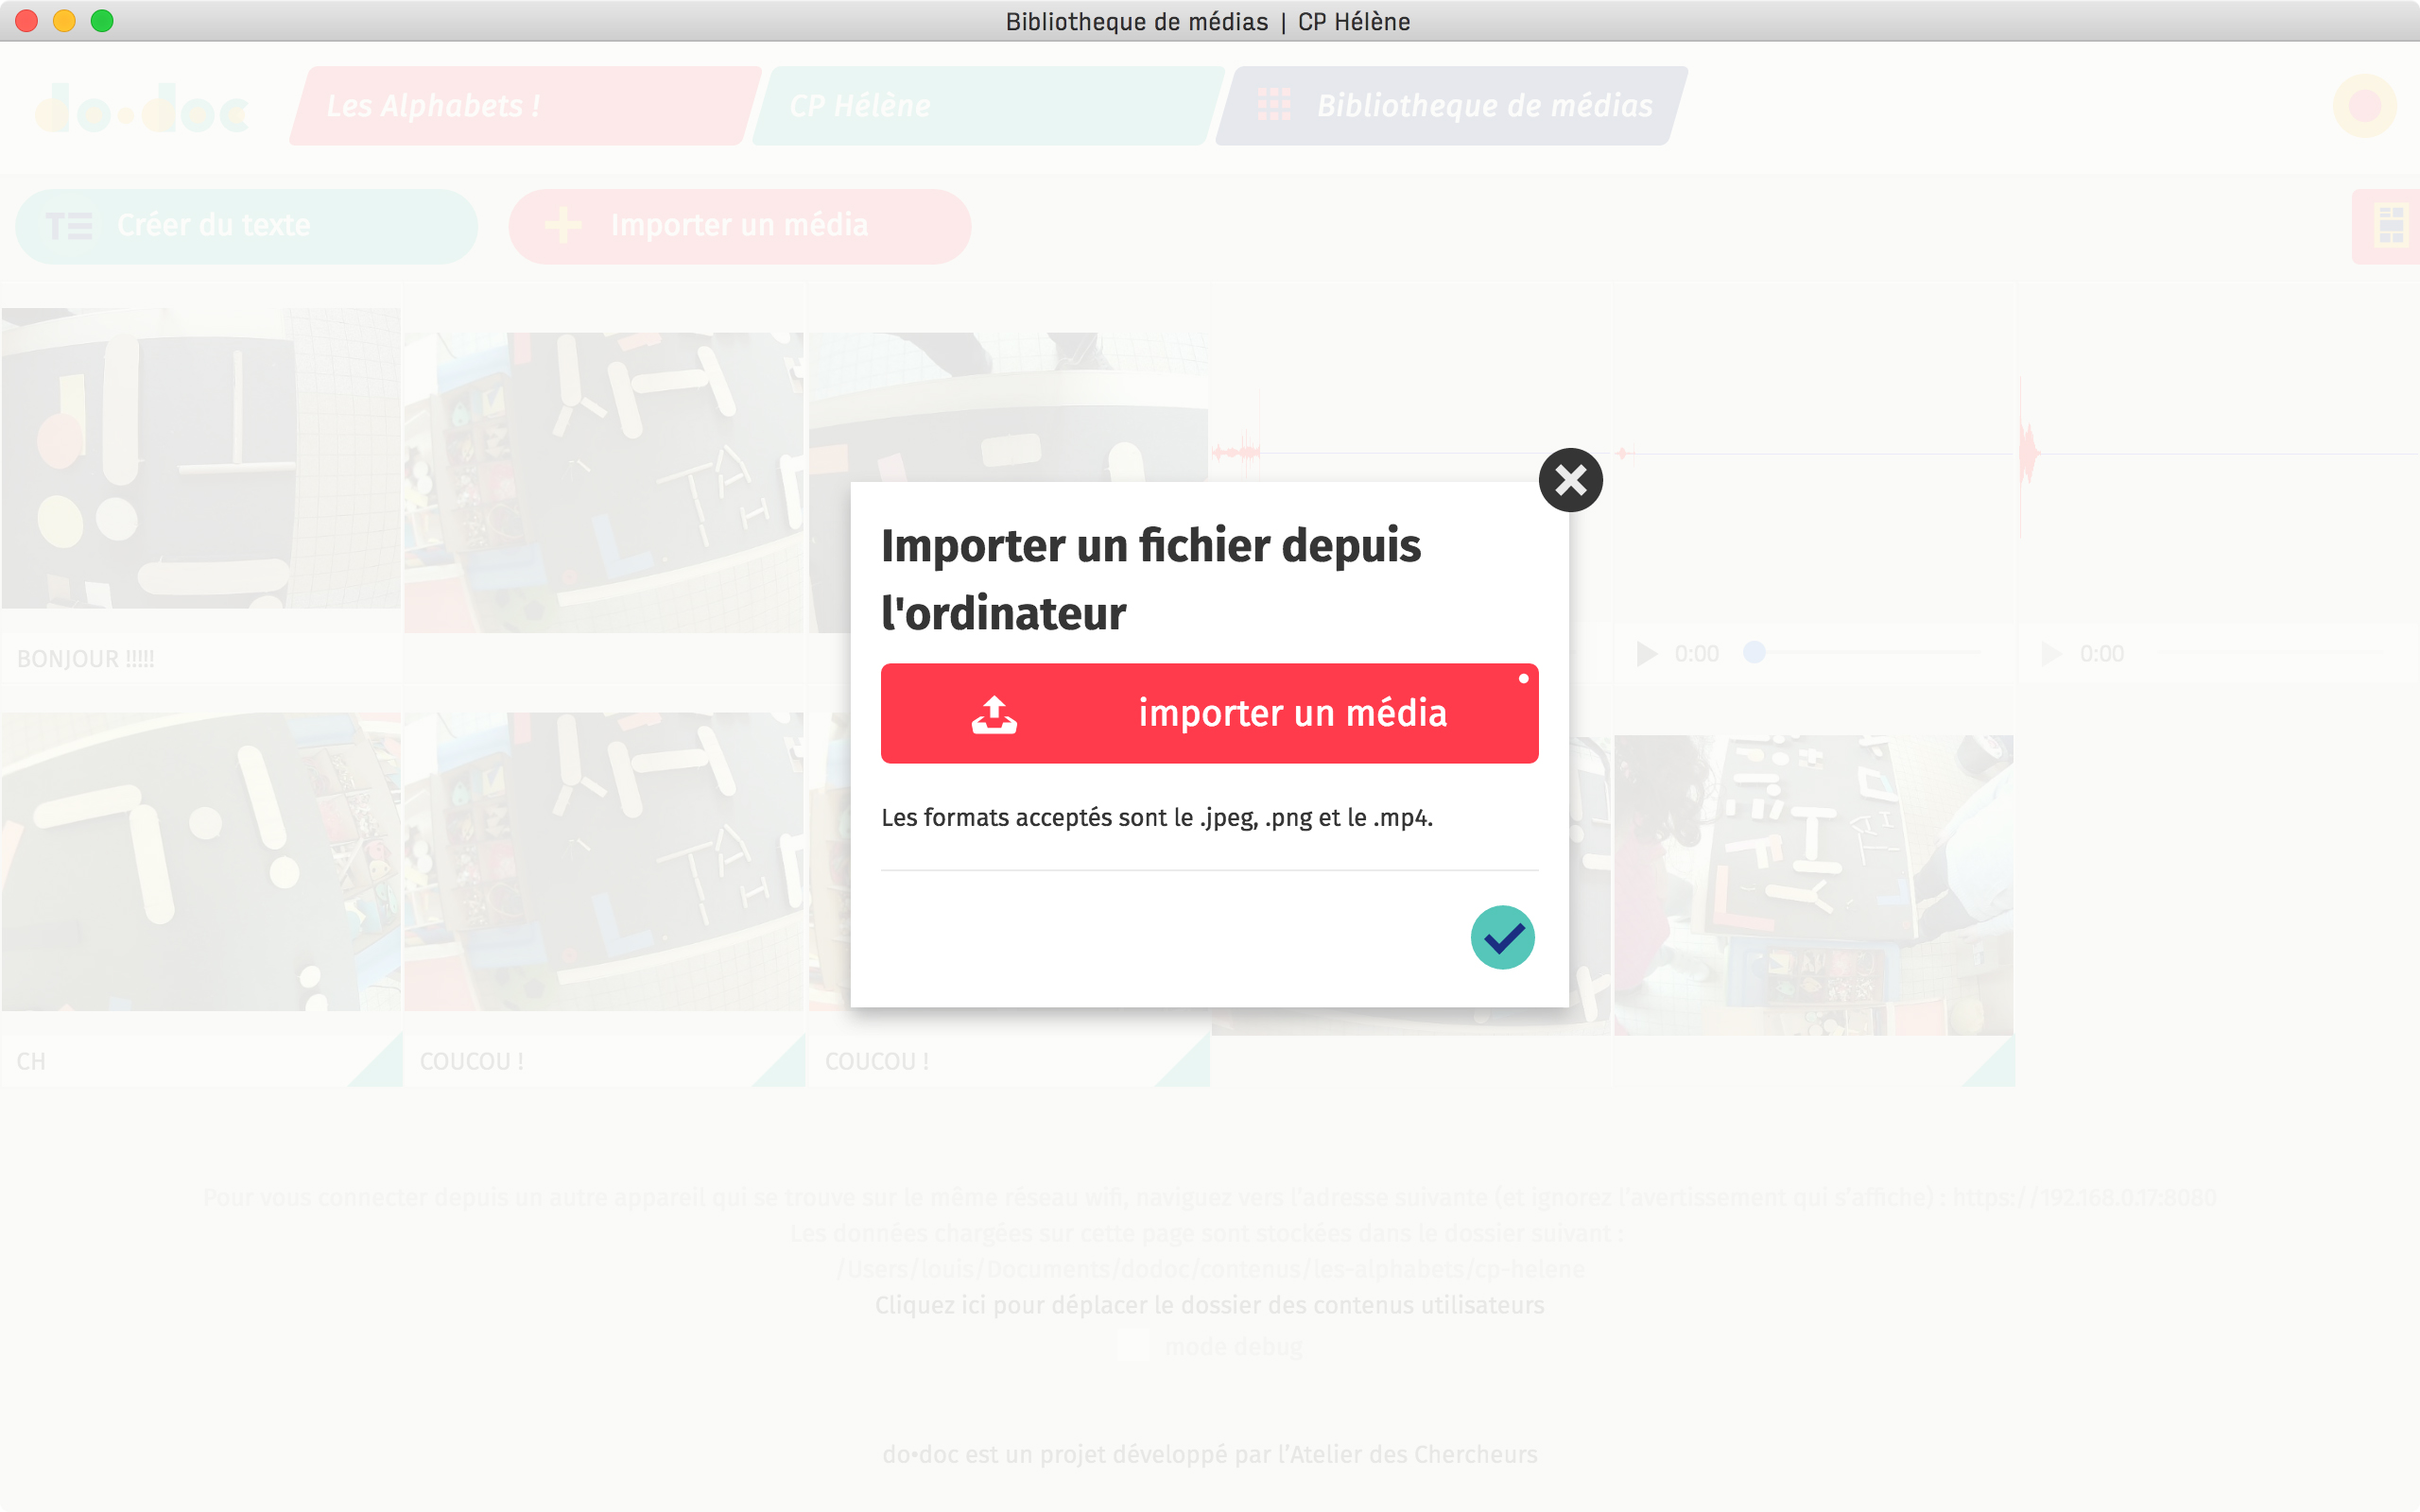 Bibliotheque de médias | CP Hélène
do•doc
Les Alphabets !
CP Hélène
Bibliotheque de médias
Créer du texte
Importer un média
Importer un fichier depuis
l'ordinateur
importer un média
Les formats acceptés sont le .jpeg, .png et le .mp4.
BONJOUR !!!!!
0:00
0:00
CH
COUCOU !
COUCOU !
Pour vous connecter depuis un autre appareil qui se trouve sur le même réseau wifi, naviguez vers l'adresse suivante (et ignorez l'avertissement qui s'affiche) : https://192.168.0.17:8080
Les données chargées sur cette page sont stockées dans le dossier suivant :
/Users/louis/Documents/dodoc/contenus/les-alphabets/cp-helene
Cliquez ici pour déplacer le dossier des contenus utilisateurs
mode debug
do•doc est un projet développé par l'Atelier des Chercheurs